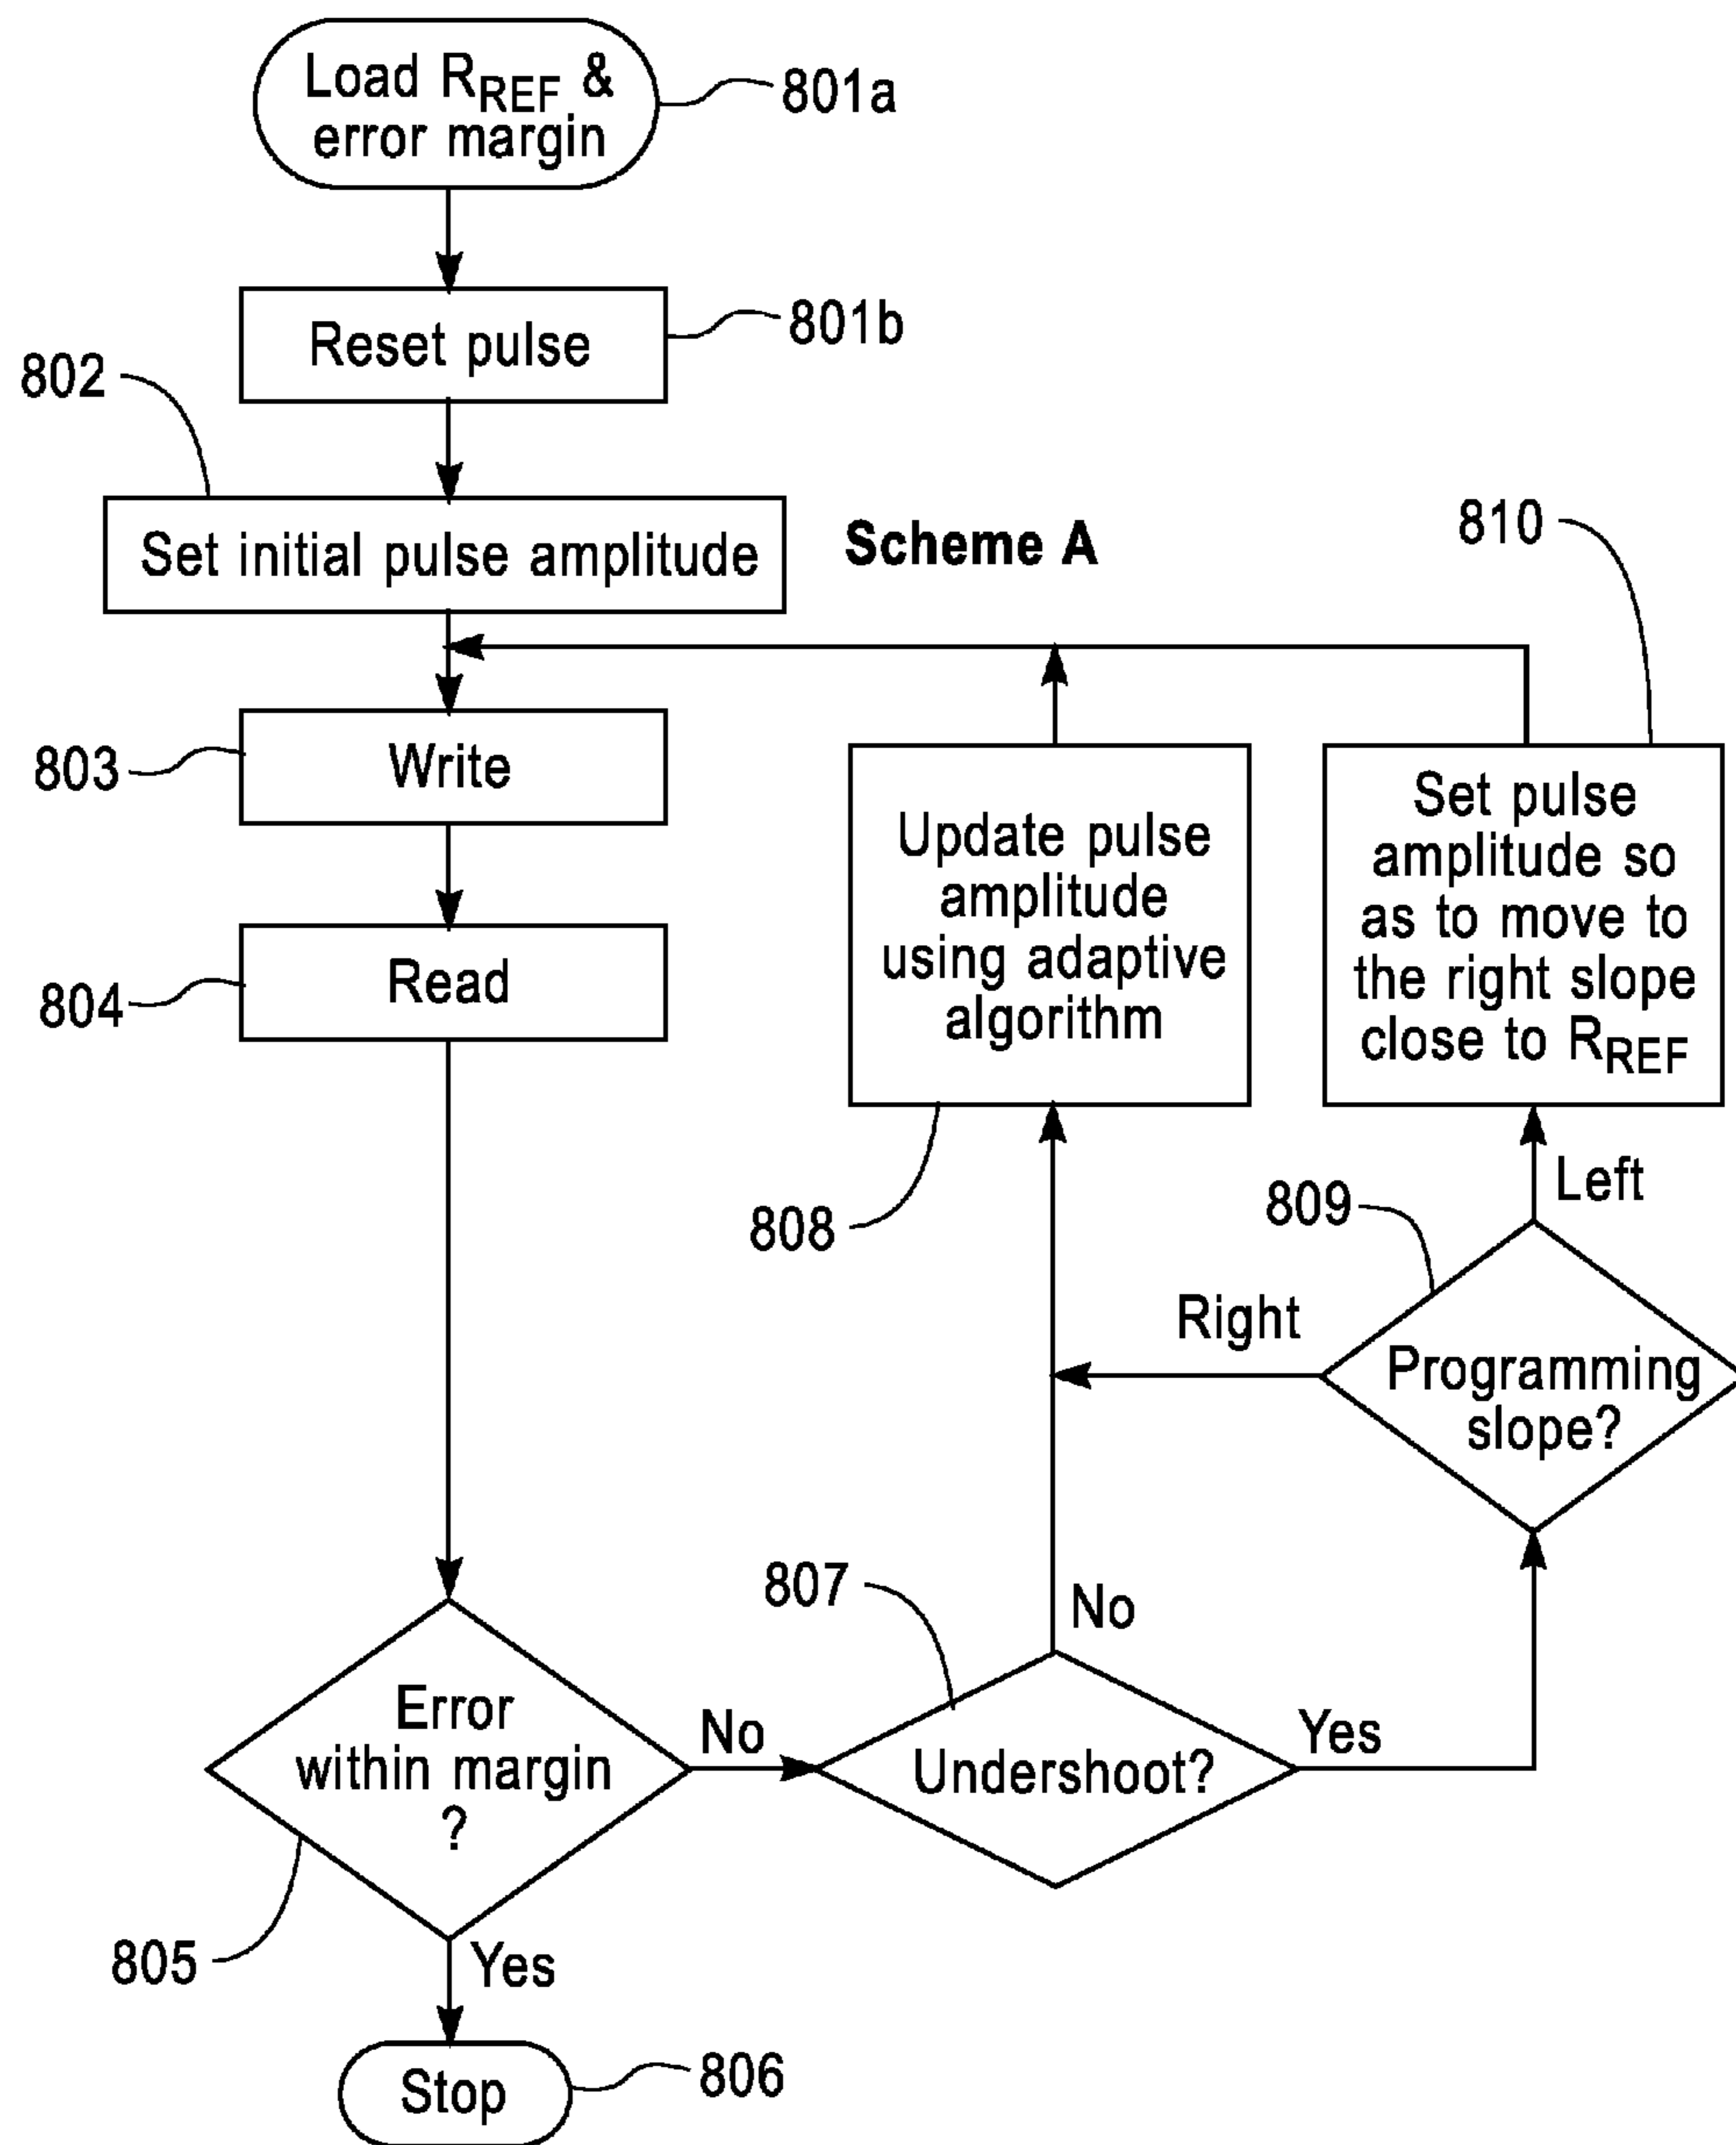 Load RREF &
error margin
801a
Reset pulse
801b
802
Set initial pulse amplitude
Scheme A
810
803
Write
804
Read
Update pulse
amplitude
using adaptive
algorithm
808
Set pulse
amplitude so
as to move to
the right slope
close to RREF
Left
809
Right
Programming
slope?
807
No
Error
within margin
?
No
Undershoot?
Yes
805
Yes
Stop
806